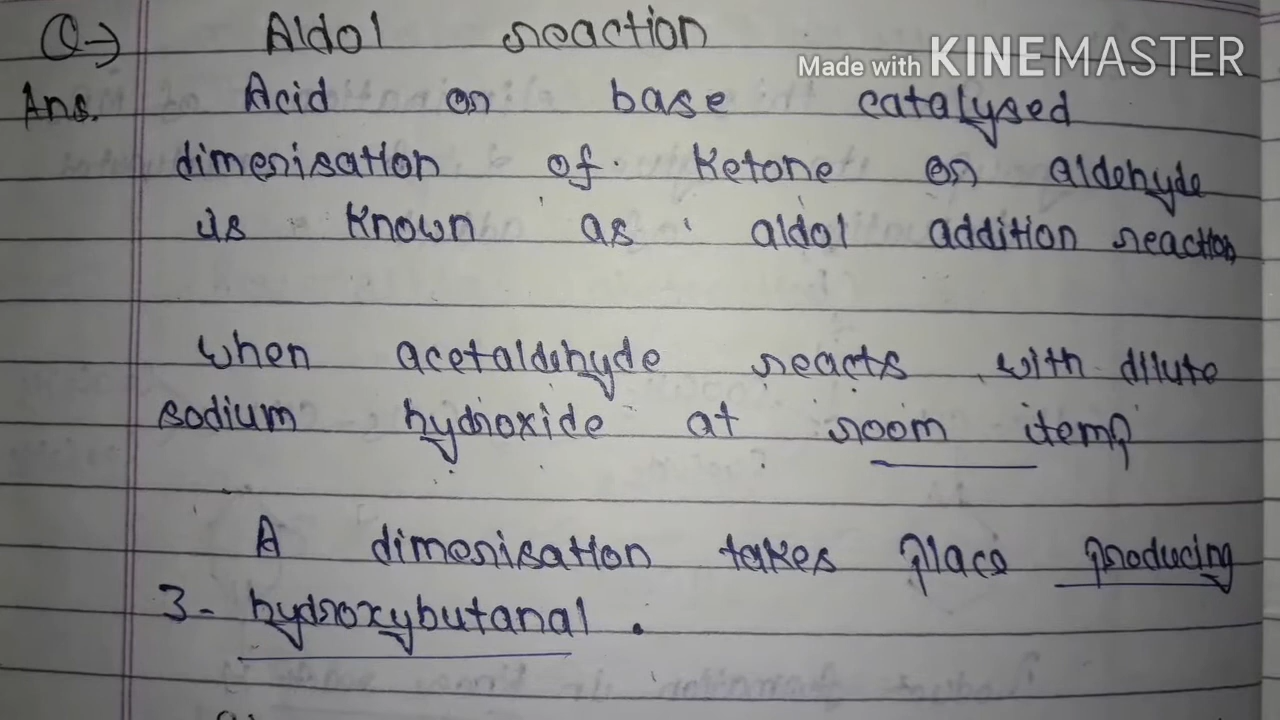 Q→ Aldol reaction
Made with KINEMASTER
Ans. Acid or base catalysed
dimerisation of Ketone or aldehyde
is Known as aldol addition reaction
When acetaldehyde reacts with dilute
sodium hydroxide at room temp
A dimerisation takes place producing
3- hydroxybutanal .